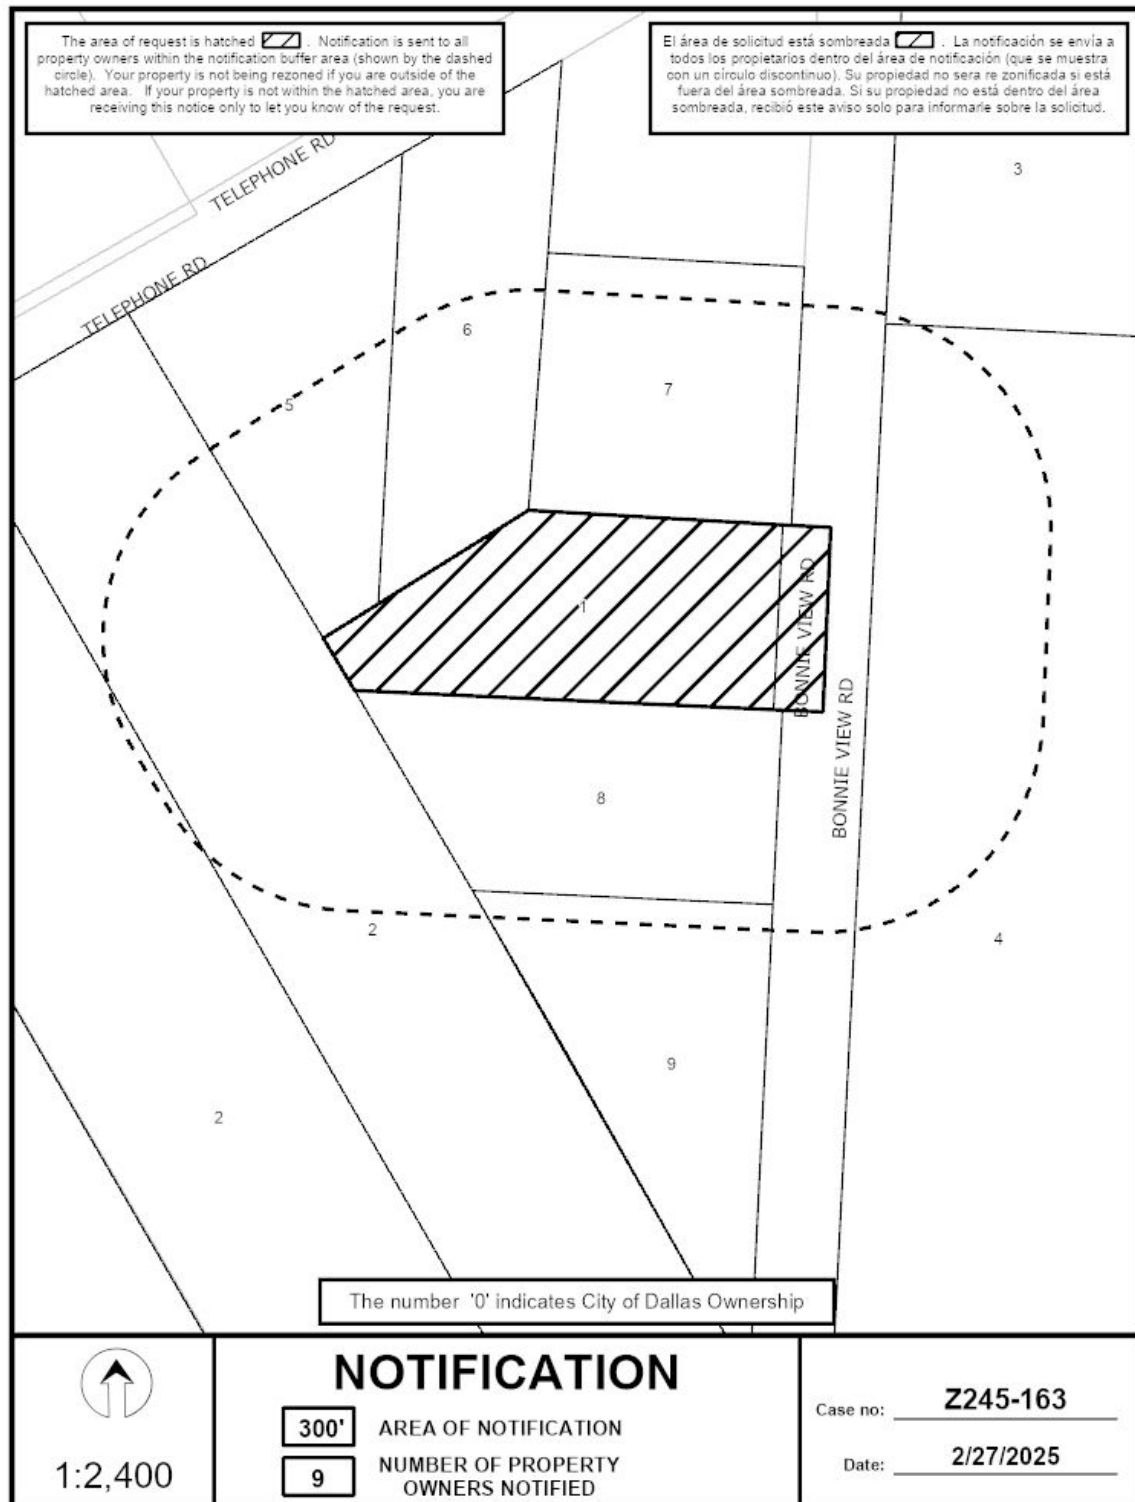 The area of request is hatched . Notification is sent to all
property owners within the notification buffer area (shown by the dashed
circle). Your property is not being rezoned if you are outside of the
hatched area. If your property is not within the hatched area, you are
receiving this notice only to let you know of the request.
El área de solicitud está sombreada . La notificación se envía a
todos los propietarios dentro del área de notificación (que se muestra
con un círculo discontinuo). Su propiedad no sera re zonificada si está
fuera del área sombreada. Si su propiedad no está dentro del área
sombreada, recibió este aviso solo para informarle sobre la solicitud.
TELEPHONE RD
3
TELEPHONE RD
6
5
7
1
BONNIE VIEW RD
BONNIE VIEW RD
8
2
4
9
2
The number '0' indicates City of Dallas Ownership
1:2,400
NOTIFICATION
300' AREA OF NOTIFICATION
9 NUMBER OF PROPERTY
OWNERS NOTIFIED
Case no: Z245-163
Date: 2/27/2025